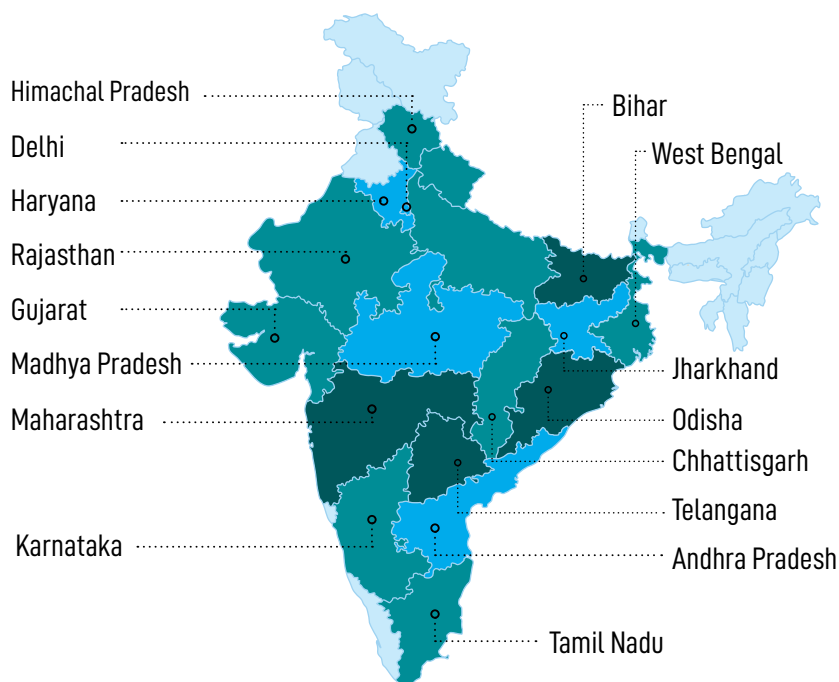 Himachal Pradesh
Delhi
Haryana
Rajasthan
Gujarat
Madhya Pradesh
Maharashtra
Karnataka
Bihar
West Bengal
Jharkhand
Odisha
Chhattisgarh
Telangana
Andhra Pradesh
Tamil Nadu